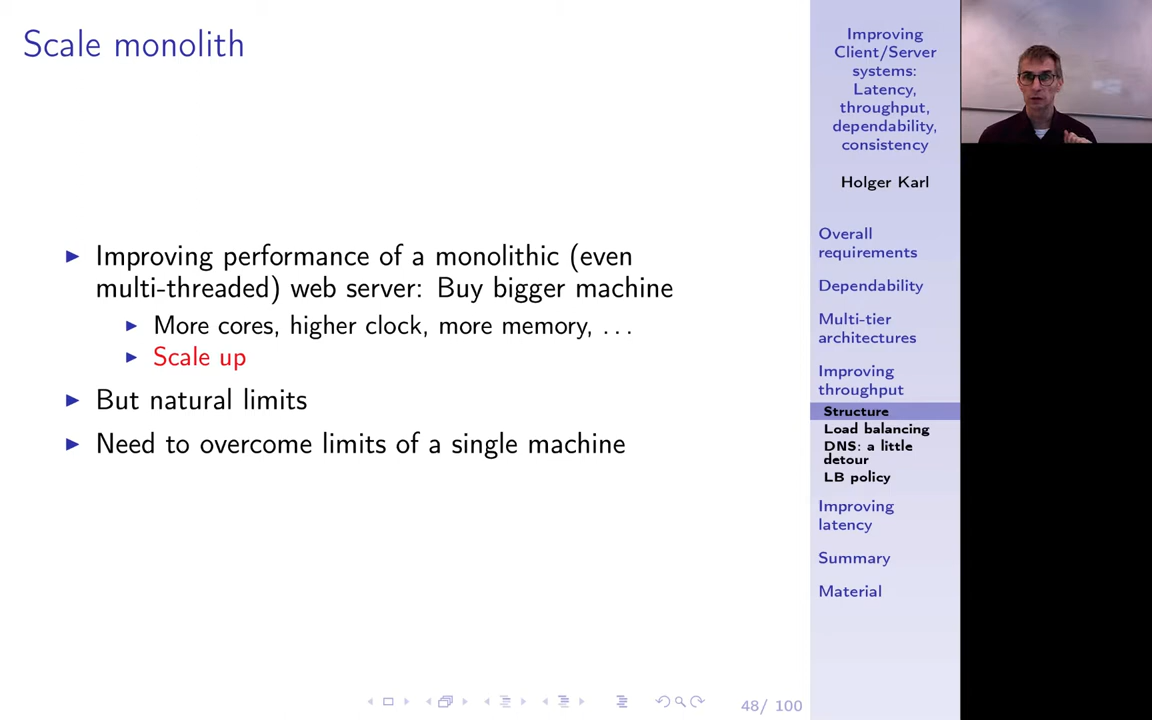 Scale monolith
Improving performance of a monolithic (even
multi-threaded) web server: Buy bigger machine
More cores, higher clock, more memory, ...
Scale up
But natural limits
Need to overcome limits of a single machine
48/ 100
Improving
Client/Server
systems:
Latency,
throughput,
dependability,
consistency
Holger Karl
Overall
requirements
Dependability
Multi-tier
architectures
Improving
throughput
Structure
Load balancing
DNS: a little
detour
LB policy
Improving
latency
Summary
Material